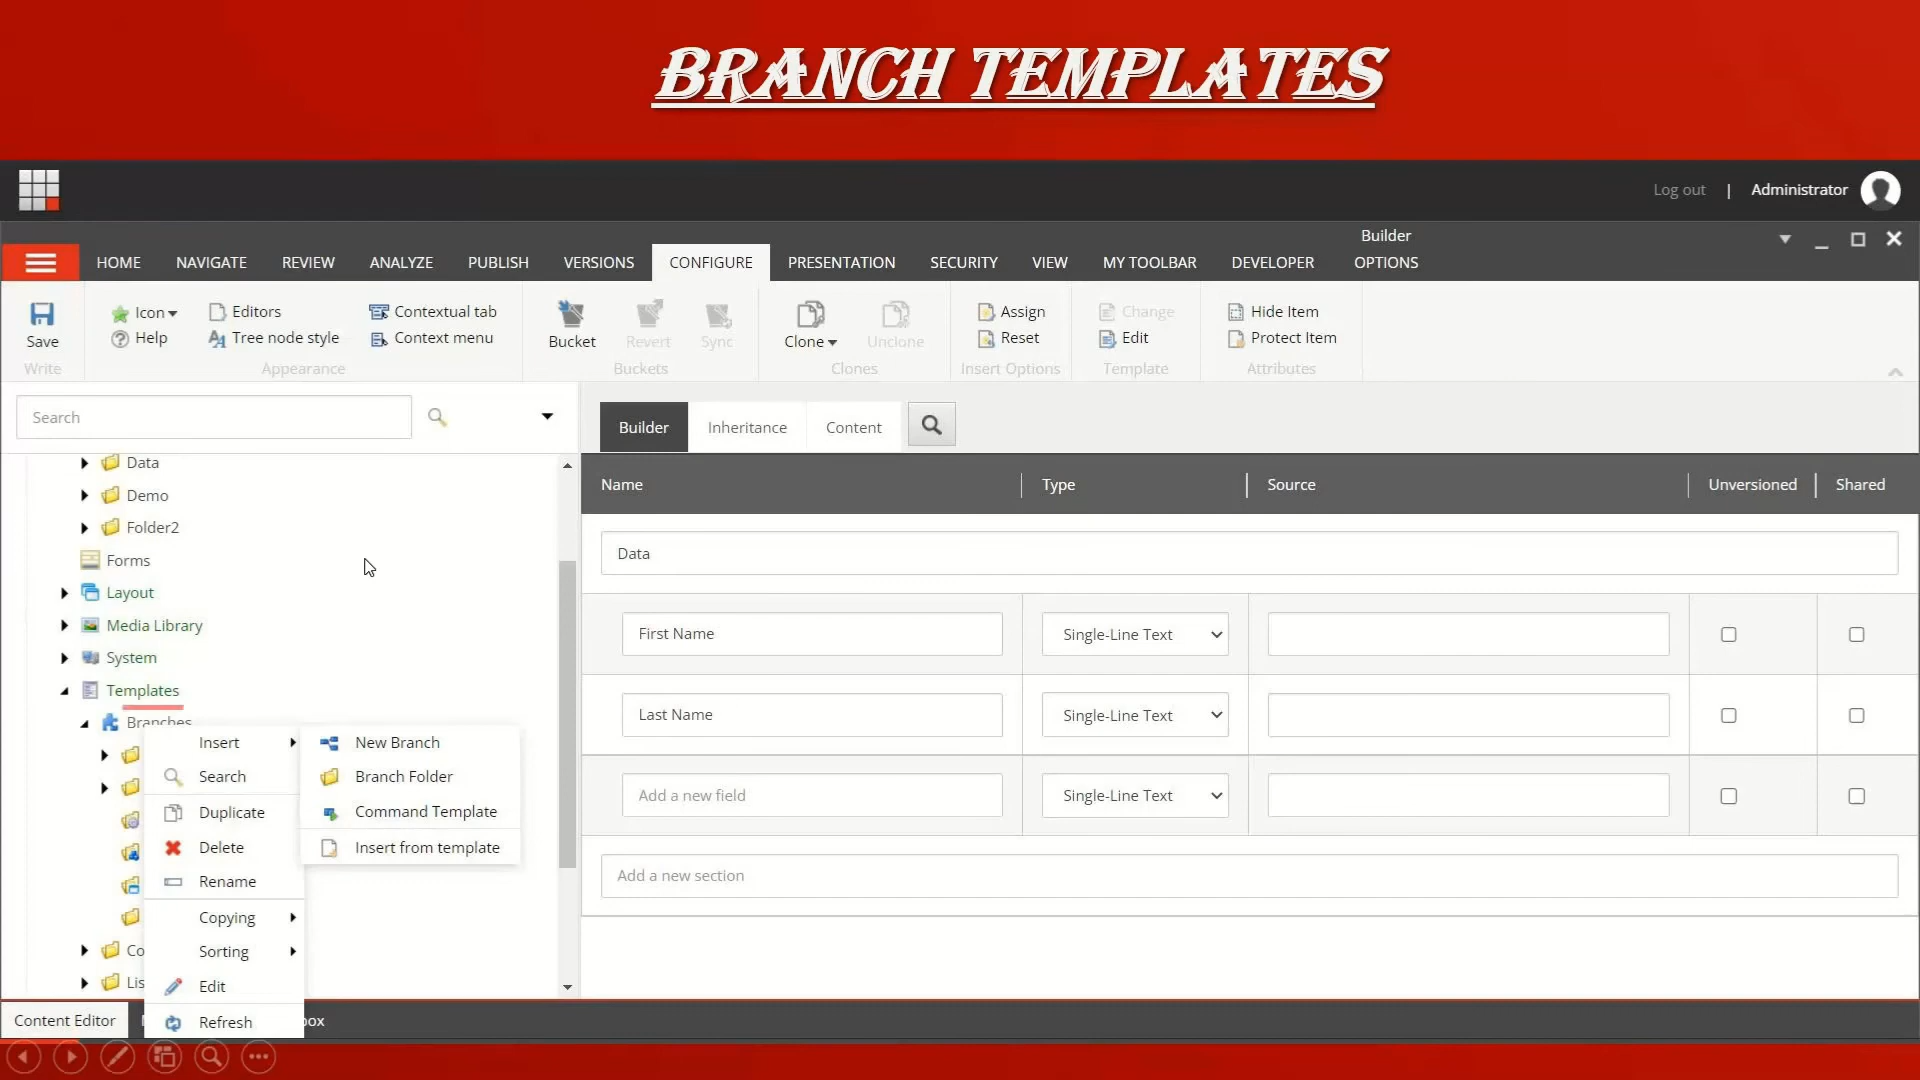 BRANCH TEMPLATES
Log out | Administrator
Builder
HOME NAVIGATE REVIEW ANALYZE PUBLISH VERSIONS CONFIGURE PRESENTATION SECURITY VIEW MY TOOLBAR DEVELOPER OPTIONS
Icon Editors Contextual tab Assign Change Hide Item
Help Tree node style Context menu Reset Edit Protect Item
Save Bucket Revert Sync Clone Unclone
Write Appearance Buckets Clones Insert Options Template Attributes
Search
Builder Inheritance Content
Data
Demo
Folder2
Forms
Layout
Media Library
System
Templates
Branches
Co
Lis
Insert
Search
Duplicate
Delete
Rename
Copying
Sorting
Edit
Refresh
New Branch
Branch Folder
Command Template
Insert from template
Name Type Source Unversioned Shared
Data
First Name Single-Line Text
Last Name Single-Line Text
Add a new field Single-Line Text
Add a new section
Content Editor box